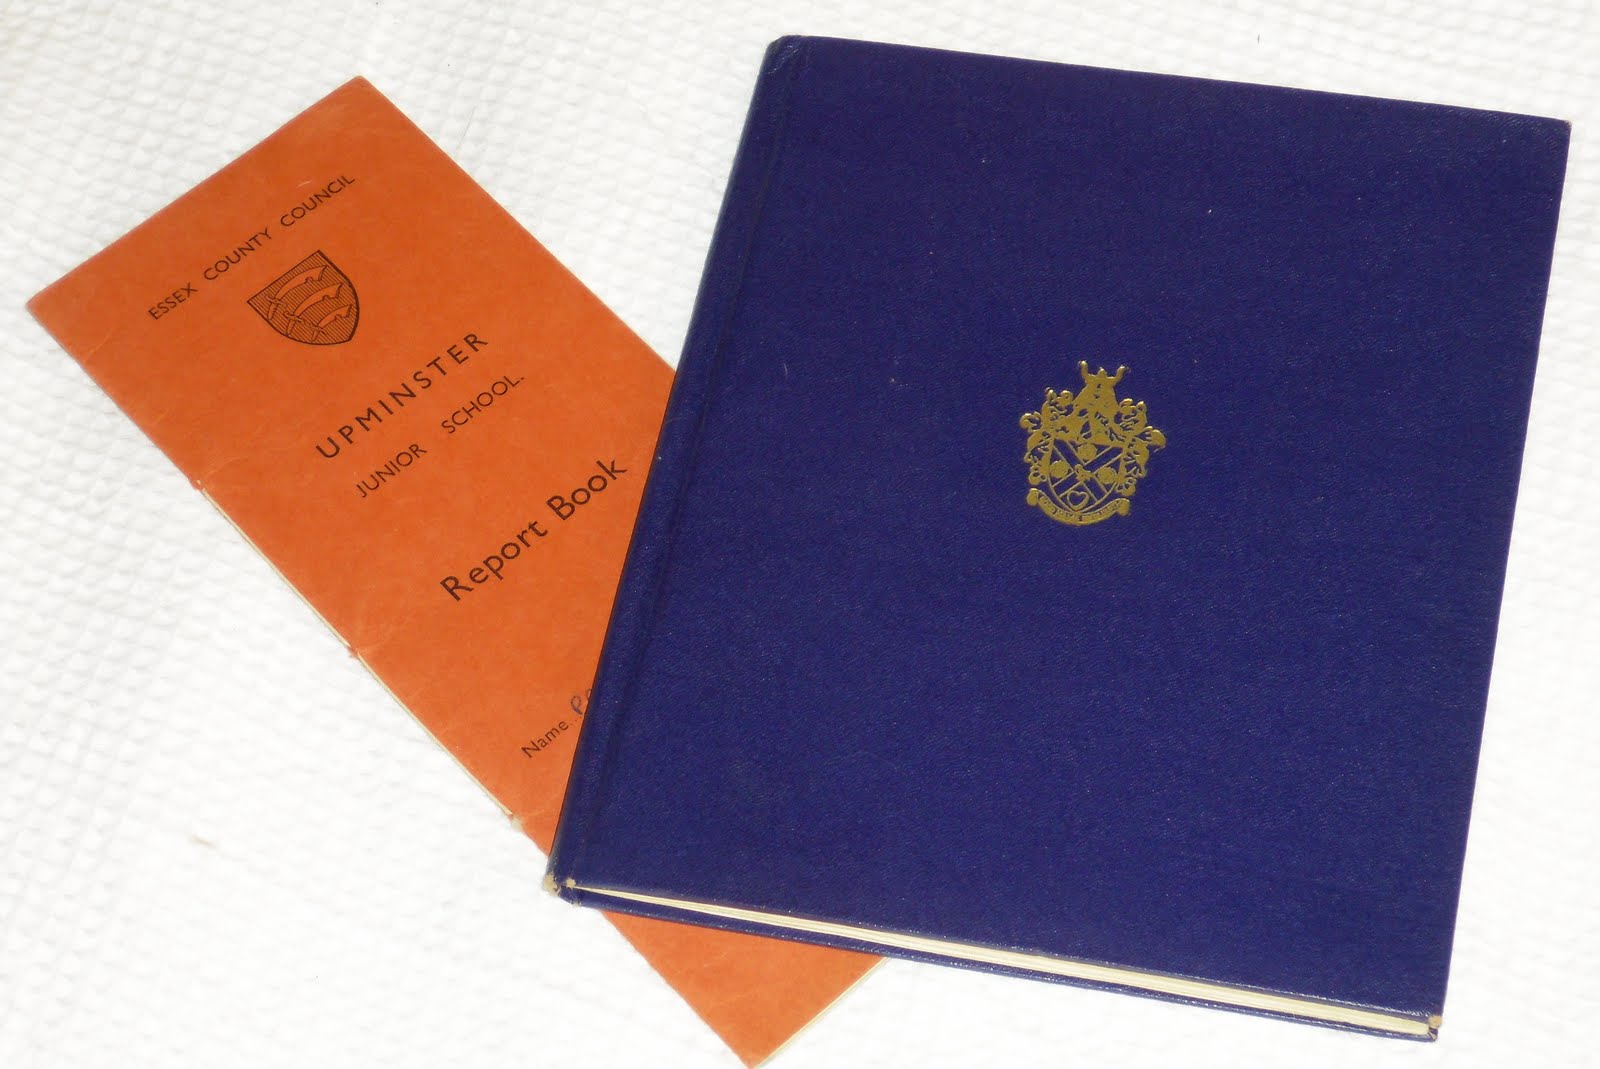 ESSEX COUNTY COUNCIL
UPMINSTER
JUNIOR SCHOOL.
Report Book
Name